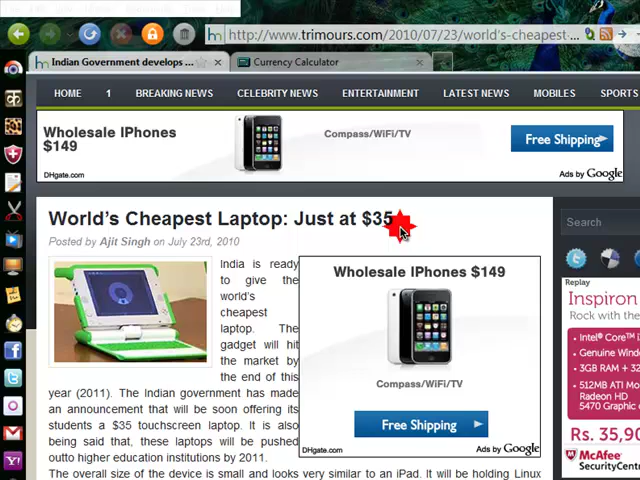 http://www.trimours.com/2010/07/23/world's-cheapest-...
Indian Government develops ...
Currency Calculator
HOME 1 BREAKING NEWS CELEBRITY NEWS ENTERTAINMENT LATEST NEWS MOBILES SPORTS
Wholesale IPhones
$149
Compass/WiFi/TV
Free Shipping
DHgate.com
Ads by Google
World's Cheapest Laptop: Just at $35
Posted by Ajit Singh on July 23rd, 2010
Search
India is ready
to give the
world's
cheapest
laptop. The
gadget will hit
the market by
the end of this
year (2011). The Indian government has made
an announcement that will be soon offering its
students a $35 touchscreen laptop. It is also
being said that, these laptops will be pushed
outto higher education institutions by 2011.
The overall size of the device is small and looks very similar to an iPad. It will be holding Linux
Wholesale IPhones $149
Compass/WiFi/TV
Free Shipping
DHgate.com
Ads by Google
Replay
Inspiron
Rock with the
Intel® Core™ i
Genuine Wind
3GB RAM + 32
512MB ATI Mo
Radeon HD
5470 Graphic
Rs. 35,90
McAfee
SecurityCent